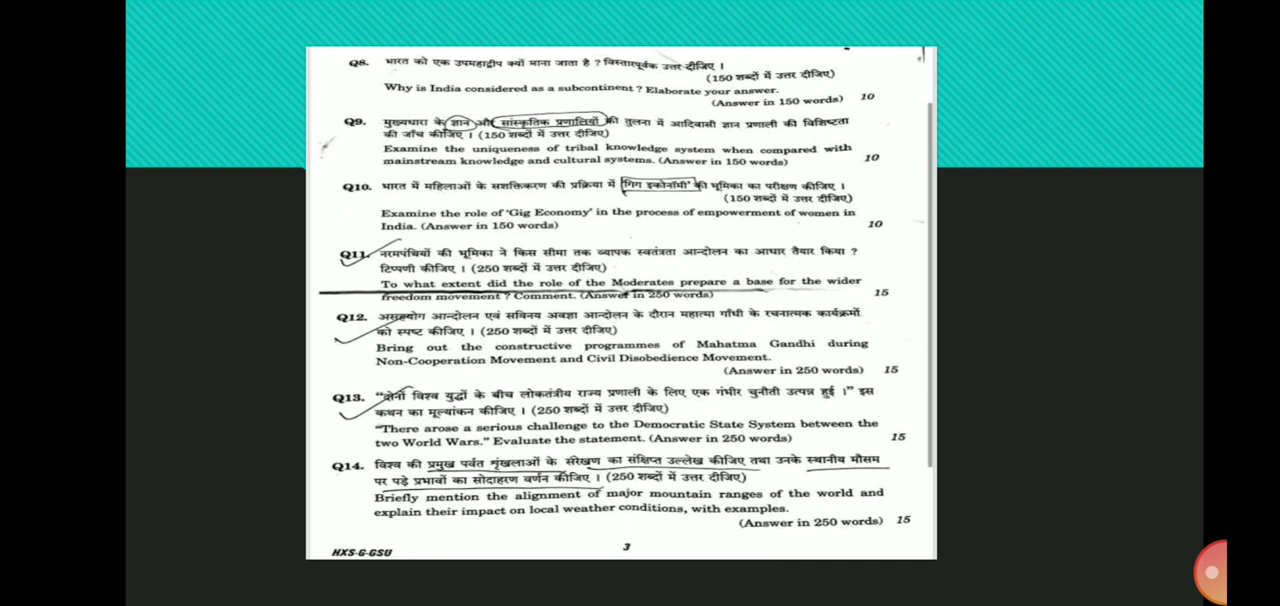 Q8. भारत को एक उपमहाद्वीप क्यों माना जाता है ? विस्तारपूर्वक उत्तर दीजिए ।
(150 शब्दों में उत्तर दीजिए)
Why is India considered as a subcontinent ? Elaborate your answer.
(Answer in 150 words) 10
Q9. मुख्यधारा के ज्ञान और सांस्कृतिक प्रणालियों की तुलना में आदिवासी ज्ञान प्रणाली की विशिष्टता
की जाँच कीजिए । (150 शब्दों में उत्तर दीजिए)
Examine the uniqueness of tribal knowledge system when compared with
mainstream knowledge and cultural systems. (Answer in 150 words) 10
Q10. भारत में महिलाओं के सशक्तिकरण की प्रक्रिया में 'गिग इकोनॉमी' की भूमिका का परीक्षण कीजिए ।
(150 शब्दों में उत्तर दीजिए)
Examine the role of 'Gig Economy' in the process of empowerment of women in
India. (Answer in 150 words) 10
Q11. नरमपंथियों की भूमिका ने किस सीमा तक व्यापक स्वतंत्रता आन्दोलन का आधार तैयार किया ?
टिप्पणी कीजिए । (250 शब्दों में उत्तर दीजिए)
To what extent did the role of the Moderates prepare a base for the wider
freedom movement ? Comment. (Answer in 250 words) 15
Q12. असहयोग आन्दोलन एवं सविनय अवज्ञा आन्दोलन के दौरान महात्मा गाँधी के रचनात्मक कार्यक्रमों
को स्पष्ट कीजिए । (250 शब्दों में उत्तर दीजिए)
Bring out the constructive programmes of Mahatma Gandhi during
Non-Cooperation Movement and Civil Disobedience Movement.
(Answer in 250 words) 15
Q13. “दोनों विश्व युद्धों के बीच लोकतंत्रीय राज्य प्रणाली के लिए एक गंभीर चुनौती उत्पन्न हुई ।” इस
कथन का मूल्यांकन कीजिए । (250 शब्दों में उत्तर दीजिए)
“There arose a serious challenge to the Democratic State System between the
two World Wars.” Evaluate the statement. (Answer in 250 words) 15
Q14. विश्व की प्रमुख पर्वत शृंखलाओं के संरेखण का संक्षिप्त उल्लेख कीजिए तथा उनके स्थानीय मौसम
पर पड़े प्रभावों का सोदाहरण वर्णन कीजिए । (250 शब्दों में उत्तर दीजिए)
Briefly mention the alignment of major mountain ranges of the world and
explain their impact on local weather conditions, with examples.
(Answer in 250 words) 15
HXS-G-GSU 3